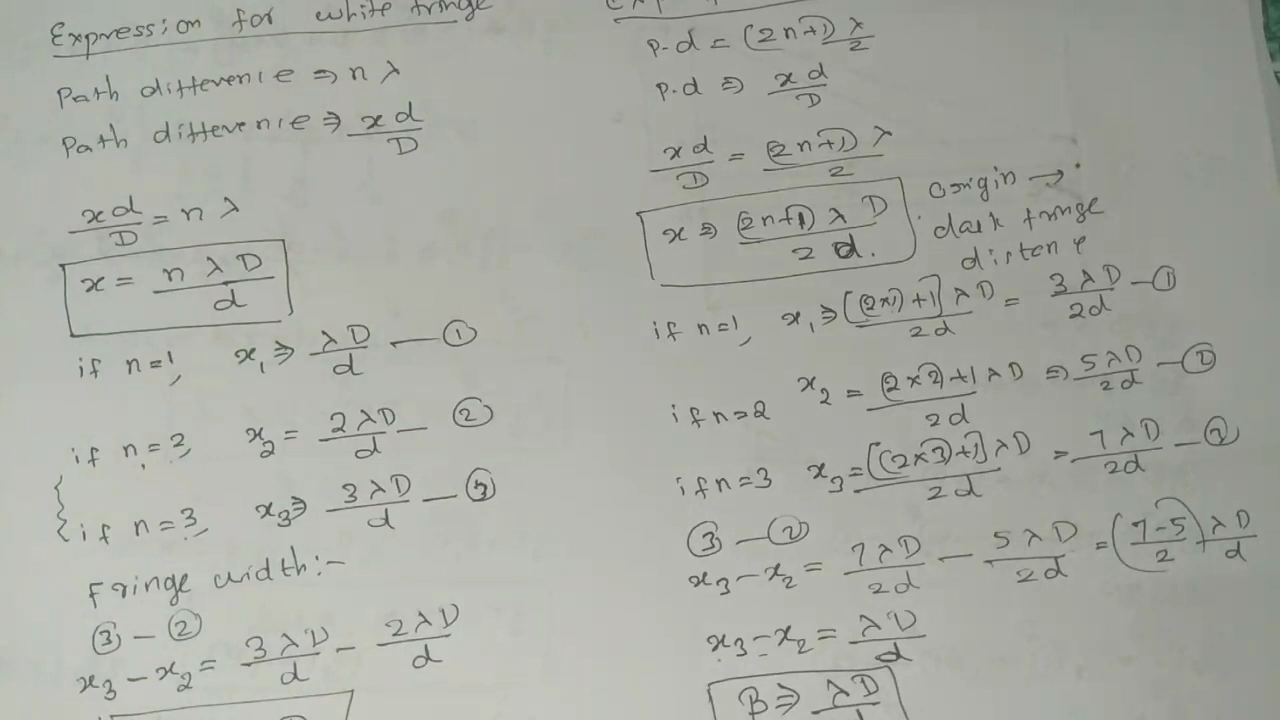 Expression for white fringe
Path difference ⇒ nλ
Path difference ⇒ xd/D
xd/D = nλ
x = nλD/d
if n=1, x₁ ⇒ λD/d — ①
if n=2, x₂ = 2λD/d — ②
if n=3, x₃ ⇒ 3λD/d — ③
Fringe width:-
③ — ②
x₃ - x₂ = 3λD/d - 2λD/d
p.d = (2n+1) λ/2
p.d ⇒ xd/D
xd/D = (2n+1)λ/2
x ⇒ (2n+1)λD/2d.
origin →
dark fringe
distance
if n=1, x₁ ⇒ [(2×1)+1]λD/2d = 3λD/2d — ①
if n=2 x₂ = (2×2)+1λD/2d ⇒ 5λD/2d — ②
if n=3 x₃ = [(2×3)+1]λD/2d = 7λD/2d —
③ — ②
x₃ - x₂ = 7λD/2d - 5λD/2d = (7-5/2) λD/d
x₃ - x₂ = λD/d
β ⇒ λD/d